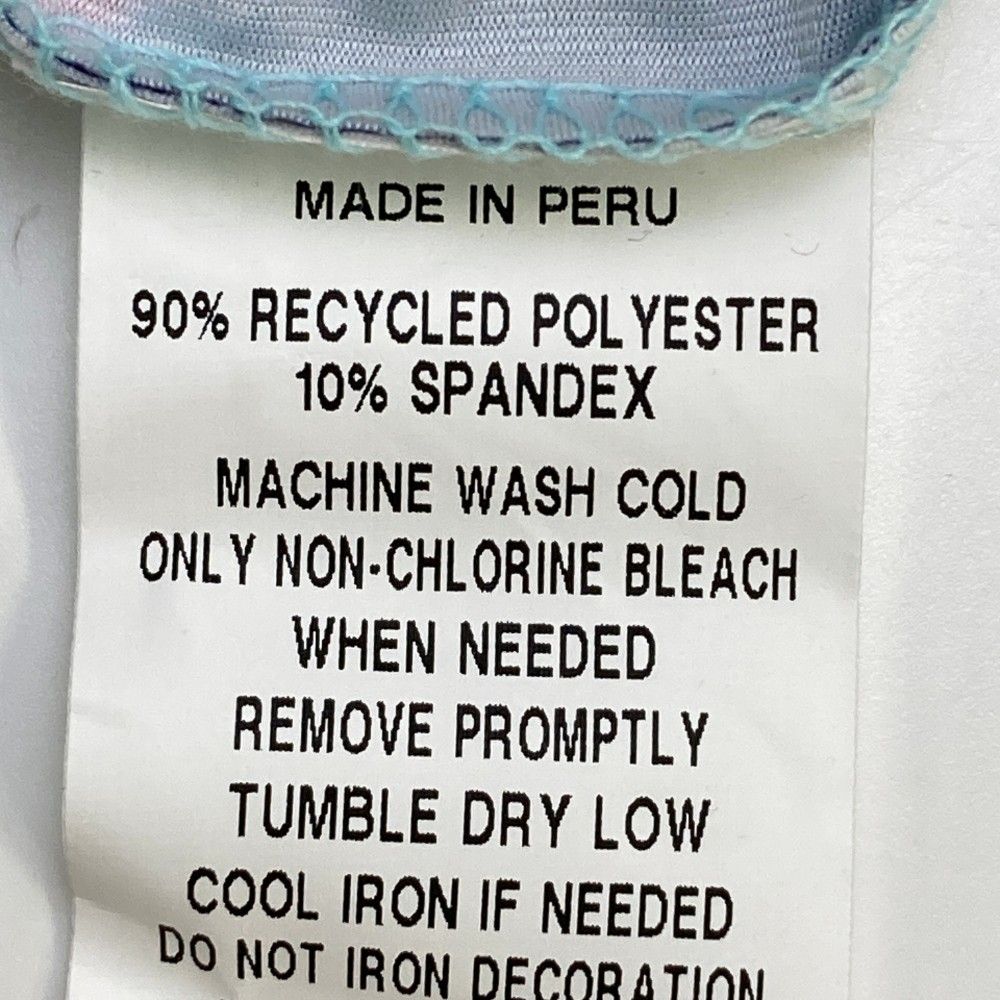 MADE IN PERU
90% RECYCLED POLYESTER
10% SPANDEX
MACHINE WASH COLD
ONLY NON-CHLORINE BLEACH
WHEN NEEDED
REMOVE PROMPTLY
TUMBLE DRY LOW
COOL IRON IF NEEDED
DO NOT IRON DECORATION